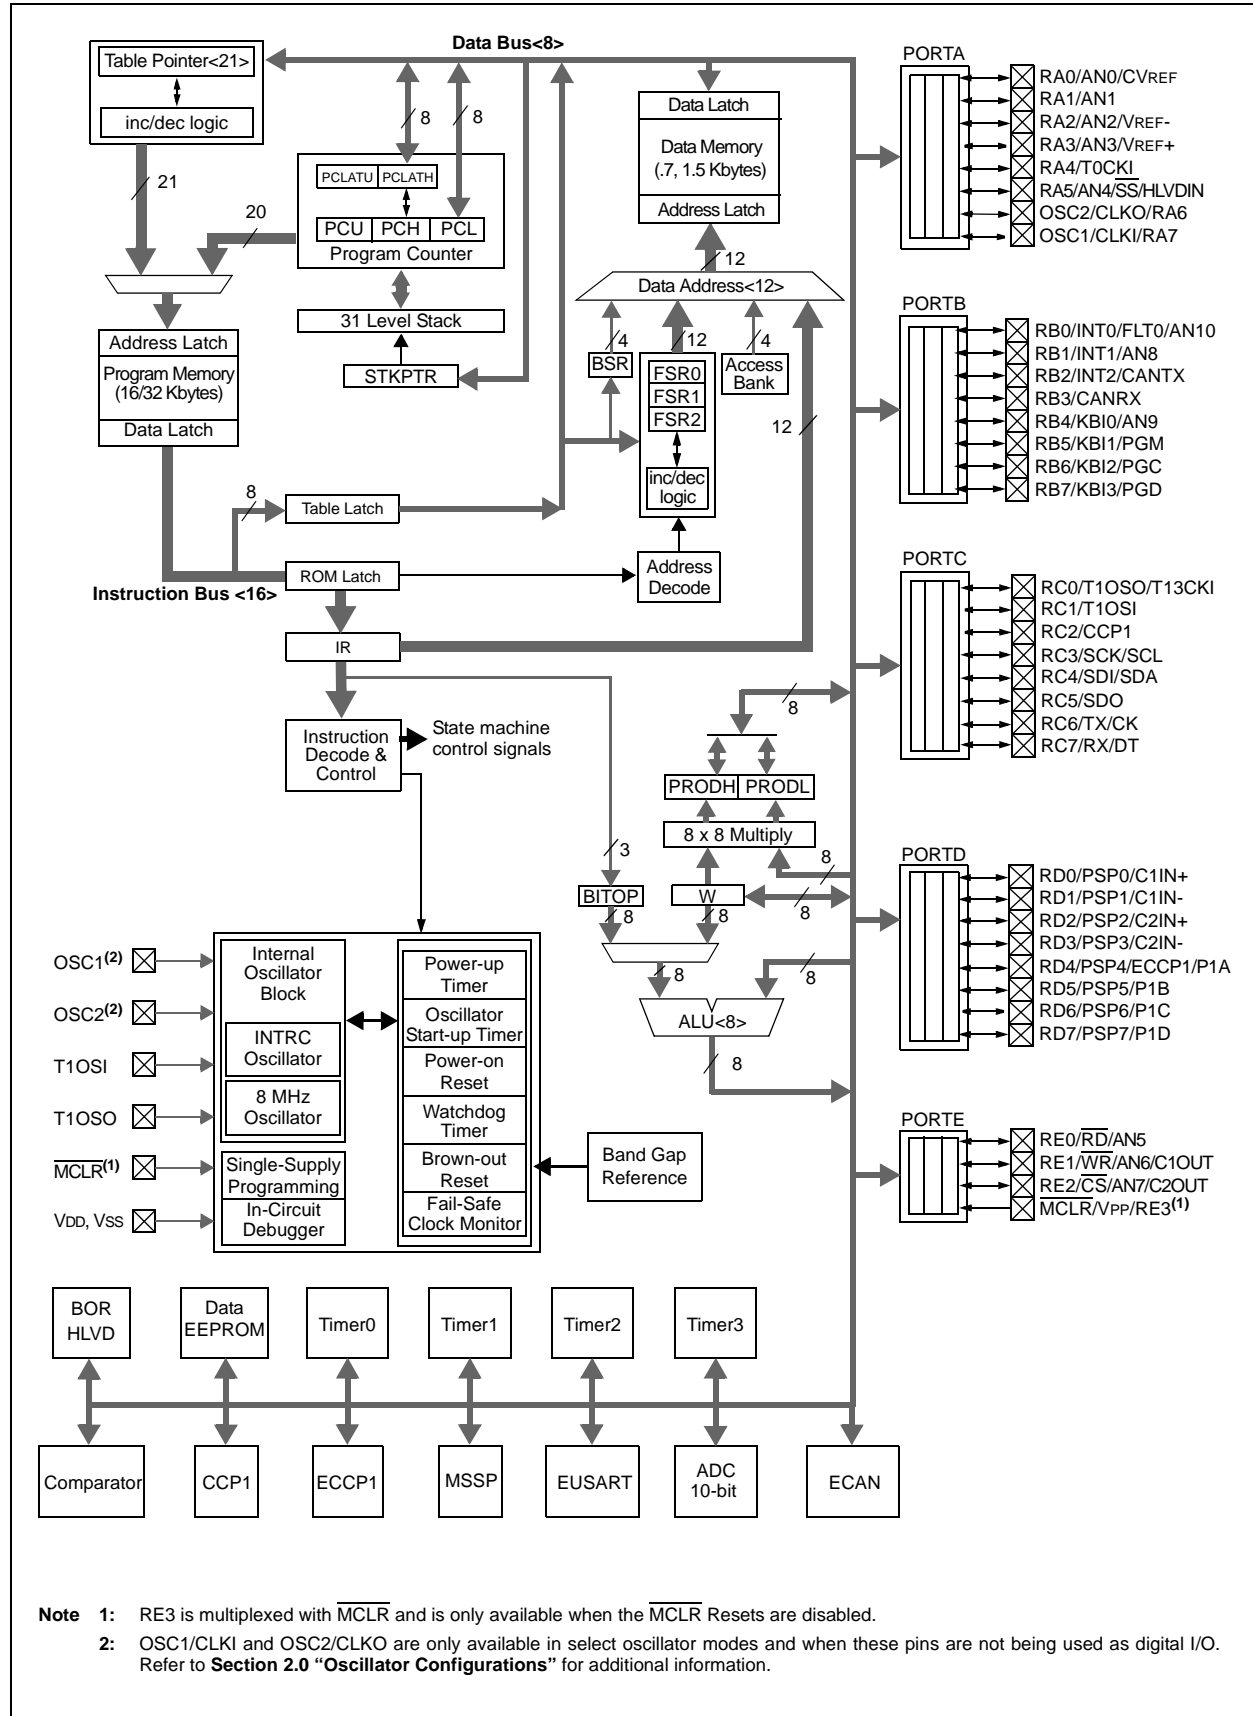 Data Bus<8>
Table Pointer<21>
inc/dec logic
21
20
8
8
PCLATU PCLATH
PCU PCH PCL
Program Counter
31 Level Stack
STKPTR
Address Latch
Program Memory
(16/32 Kbytes)
Data Latch
8
Table Latch
ROM Latch
Instruction Bus <16>
IR
Instruction
Decode &
Control
State machine
control signals
Data Latch
Data Memory
(.7, 1.5 Kbytes)
Address Latch
12
Data Address<12>
4
12
4
BSR
FSR0
FSR1
FSR2
inc/dec
logic
Access
Bank
12
Address
Decode
8
PRODH PRODL
8 x 8 Multiply
3
8
BITOP
W
8
8
8
8
8
ALU<8>
8
PORTA
RA0/AN0/CVREF
RA1/AN1
RA2/AN2/VREF-
RA3/AN3/VREF+
RA4/T0CKI
RA5/AN4/SS/HLVDIN
OSC2/CLKO/RA6
OSC1/CLKI/RA7
PORTB
RB0/INT0/FLT0/AN10
RB1/INT1/AN8
RB2/INT2/CANTX
RB3/CANRX
RB4/KBI0/AN9
RB5/KBI1/PGM
RB6/KBI2/PGC
RB7/KBI3/PGD
PORTC
RC0/T1OSO/T13CKI
RC1/T1OSI
RC2/CCP1
RC3/SCK/SCL
RC4/SDI/SDA
RC5/SDO
RC6/TX/CK
RC7/RX/DT
PORTD
RD0/PSP0/C1IN+
RD1/PSP1/C1IN-
RD2/PSP2/C2IN+
RD3/PSP3/C2IN-
RD4/PSP4/ECCP1/P1A
RD5/PSP5/P1B
RD6/PSP6/P1C
RD7/PSP7/P1D
PORTE
RE0/RD/AN5
RE1/WR/AN6/C1OUT
RE2/CS/AN7/C2OUT
MCLR/VPP/RE3(1)
OSC1(2)
OSC2(2)
T1OSI
T1OSO
MCLR(1)
VDD, VSS
Internal
Oscillator
Block
INTRC
Oscillator
8 MHz
Oscillator
Single-Supply
Programming
In-Circuit
Debugger
Power-up
Timer
Oscillator
Start-up Timer
Power-on
Reset
Watchdog
Timer
Brown-out
Reset
Fail-Safe
Clock Monitor
Band Gap
Reference
BOR
HLVD
Data
EEPROM
Timer0
Timer1
Timer2
Timer3
Comparator
CCP1
ECCP1
MSSP
EUSART
ADC
10-bit
ECAN
Note 1: RE3 is multiplexed with MCLR and is only available when the MCLR Resets are disabled.
2: OSC1/CLKI and OSC2/CLKO are only available in select oscillator modes and when these pins are not being used as digital I/O.
Refer to Section 2.0 “Oscillator Configurations” for additional information.